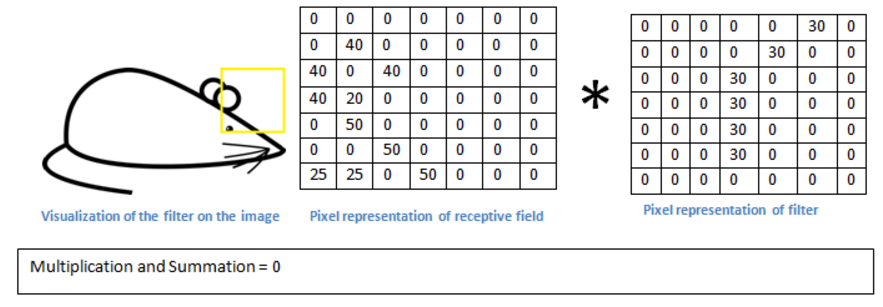 0 0 0 0 0 0 0
0 40 0 0 0 0 0
40 0 40 0 0 0 0
40 20 0 0 0 0 0
0 50 0 0 0 0 0
0 0 50 0 0 0 0
25 25 0 50 0 0 0
*
0 0 0 0 0 30 0
0 0 0 0 30 0 0
0 0 0 30 0 0 0
0 0 0 30 0 0 0
0 0 0 30 0 0 0
0 0 0 30 0 0 0
0 0 0 0 0 0 0
Visualization of the filter on the image
Pixel representation of receptive field
Pixel representation of filter
Multiplication and Summation = 0